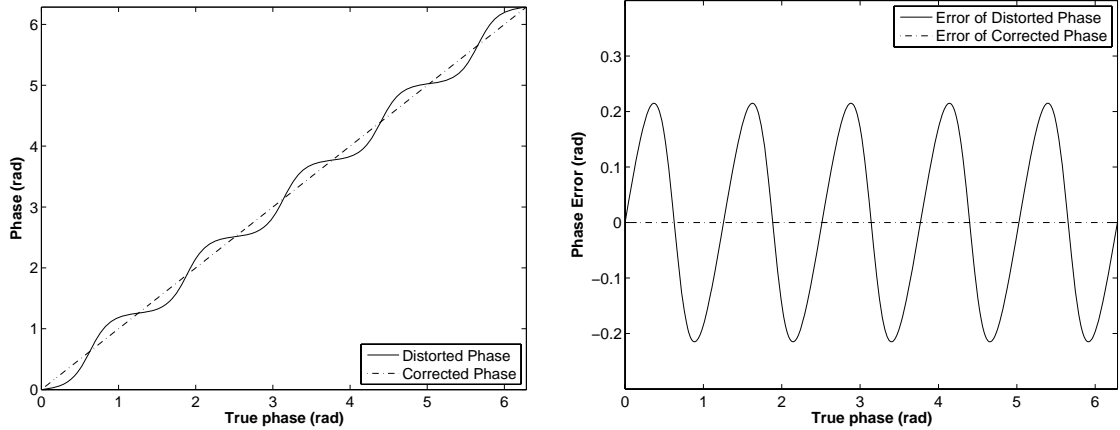 6
5
4
3
2
1
0
Phase (rad)
0 1 2 3 4 5 6
True phase (rad)
Distorted Phase
Corrected Phase
0.3
0.2
0.1
0
−0.1
−0.2
Phase Error (rad)
0 1 2 3 4 5 6
True phase (rad)
Error of Distorted Phase
Error of Corrected Phase